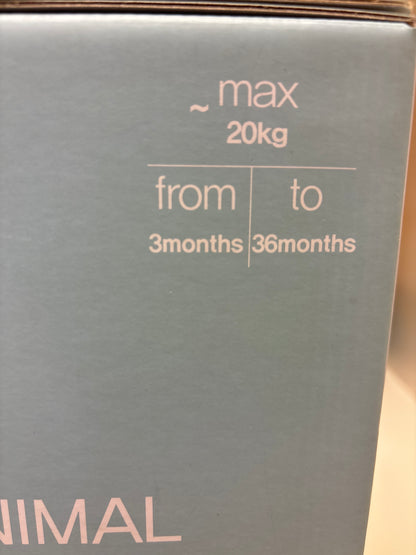 ~max
20kg
from to
3months 36months
NIMAL